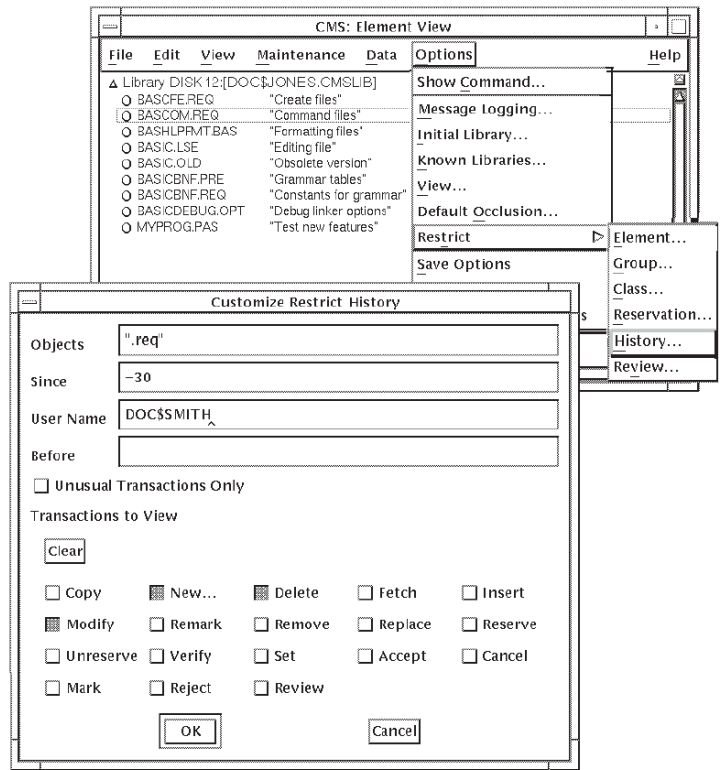 CMS: Element View
File Edit View Maintenance Data Options Help
Library DISK12:[DOC$JONES.CMSLIB]
BASCFE.REQ "Create files"
BASCOM.REQ "Command files"
BASHLPFMT.BAS "Formatting files"
BASIC.LSE "Editing file"
BASIC.OLD "Obsolete version"
BASICBNF.PRE "Grammar tables"
BASICBNF.REQ "Constants for grammar"
BASICDEBUG.OPT "Debug linker options"
MYPROG.PAS "Test new features"
Show Command...
Message Logging...
Initial Library...
Known Libraries...
View...
Default Occlusion...
Restrict
Save Options
s
Element...
Group...
Class...
Reservation...
History...
Review...
Customize Restrict History
Objects ".req"
Since -30
User Name DOC$SMITH
Before
Unusual Transactions Only
Transactions to View
Clear
Copy New... Delete Fetch Insert
Modify Remark Remove Replace Reserve
Unreserve Verify Set Accept Cancel
Mark Reject Review
OK Cancel